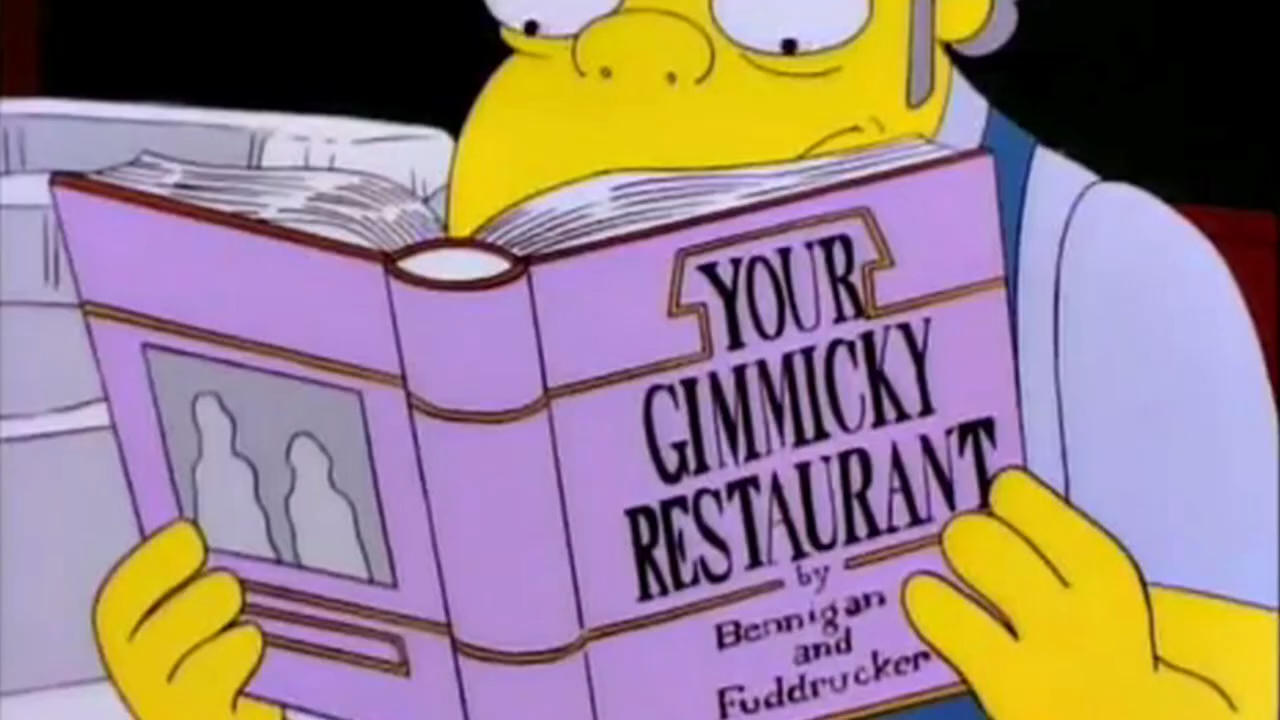 YOUR
GIMMICKY
RESTAURANT
by
Bennigan
and
Fuddrucker